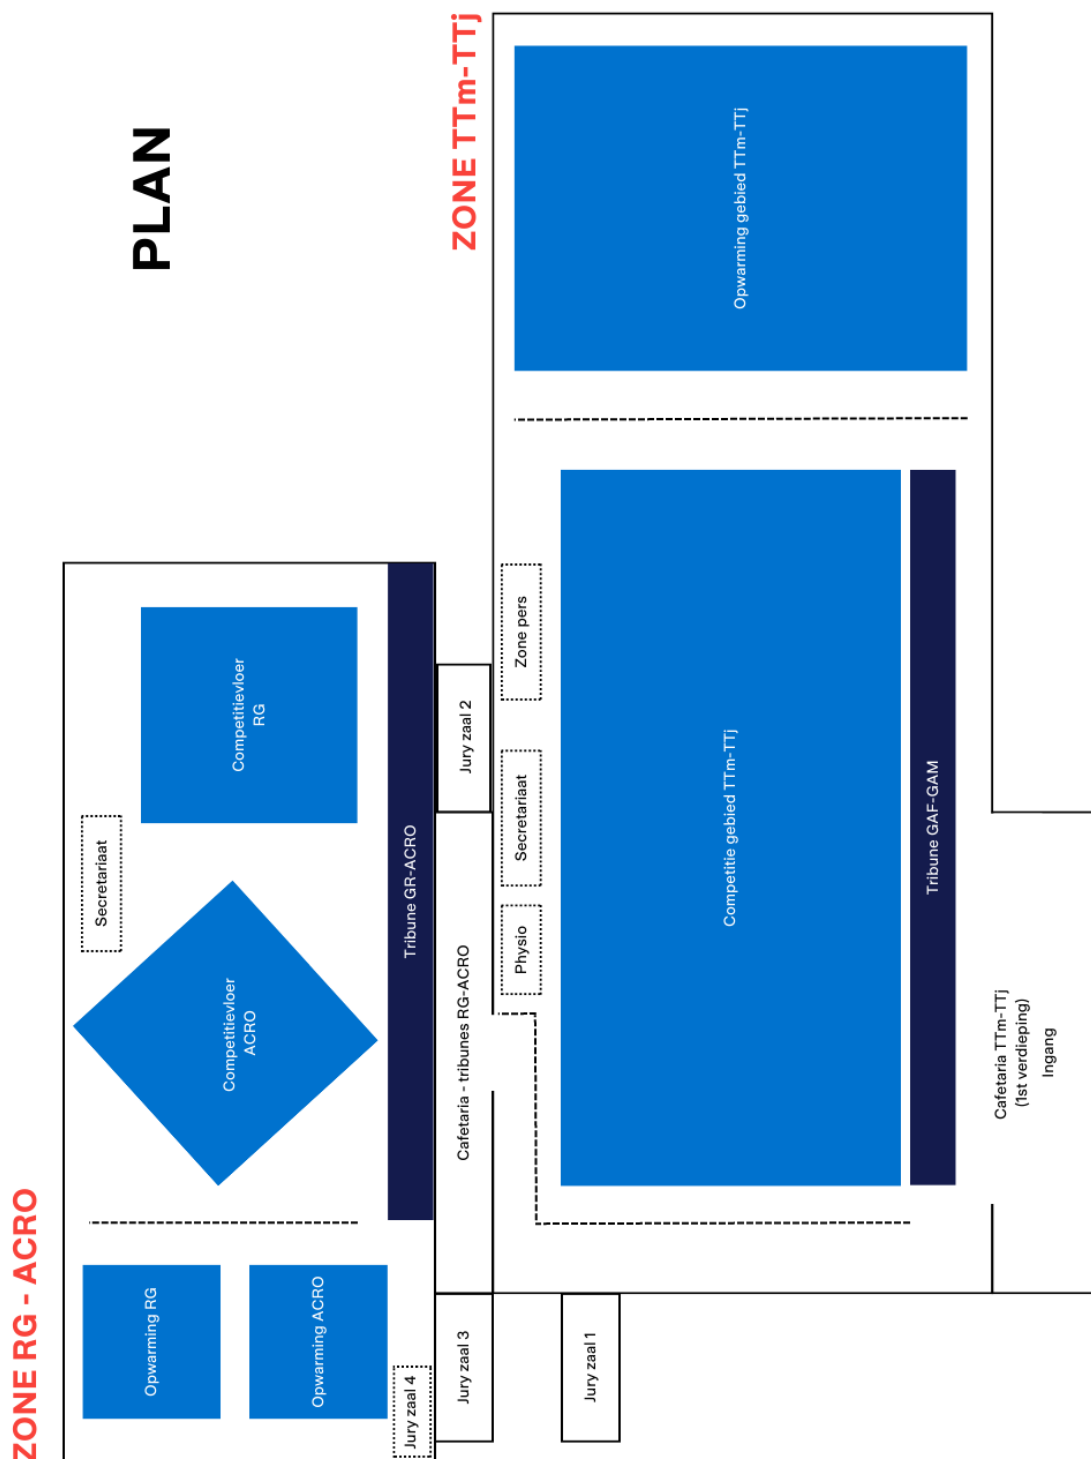 PLAN
ZONE RG - ACRO
Secretariaat
Opwarming RG
Competitievloer
ACRO
Competitievloer
RG
Opwarming ACRO
Jury zaal 4
Tribune GR-ACRO
Jury zaal 3
Cafetaria - tribunes RG-ACRO
Jury zaal 2
ZONE TTm-TTj
Physio
Secretariaat
Zone pers
Jury zaal 1
Competitie gebied TTm-TTj
Opwarming gebied TTm-TTj
Tribune GAF-GAM
Cafetaria TTm-TTj
(1st verdieping)
Ingang